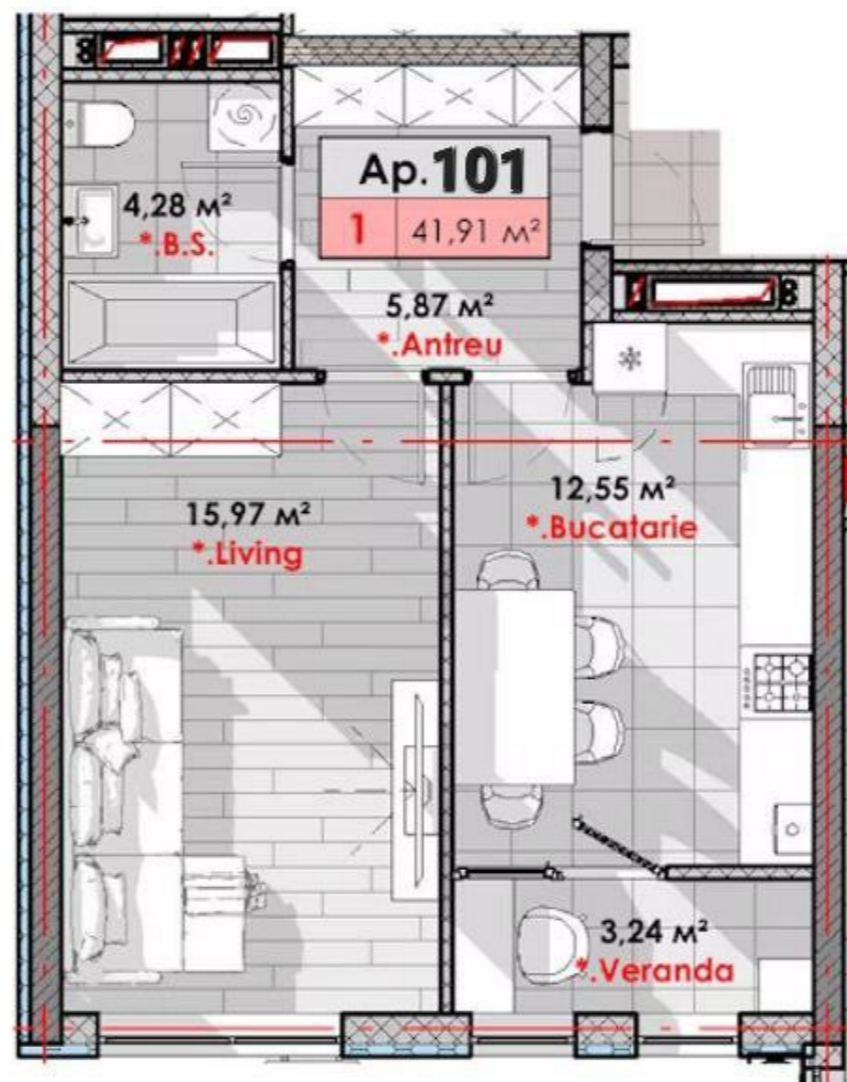 Ap.101
1 41,91 м²
4,28 м²
*.B.S.
5,87 м²
*.Antreu
15,97 м²
*.Living
12,55 м²
*.Bucatarie
3,24 м²
*.Veranda